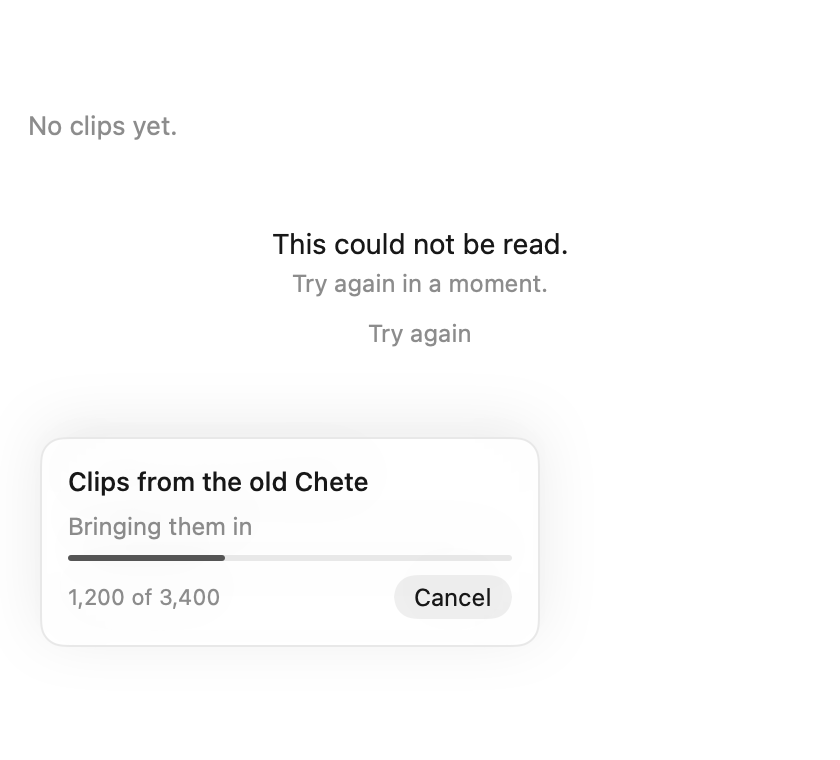 No clips yet.
This could not be read.
Try again in a moment.
Try again
Clips from the old Chete
Bringing them in
1,200 of 3,400
Cancel